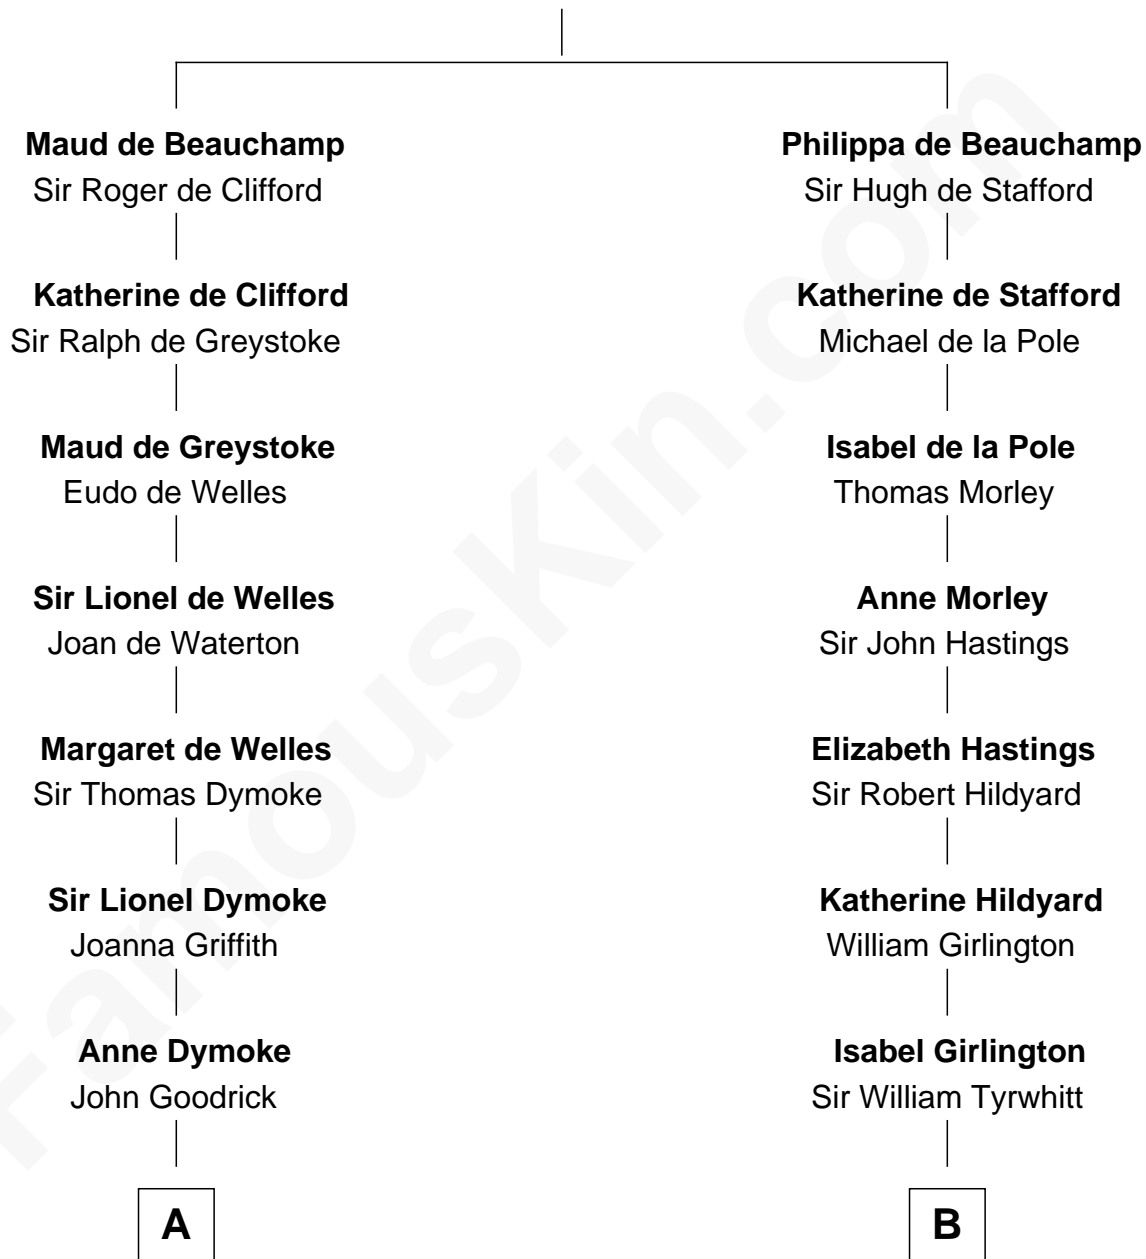 Maud de Beauchamp
Sir Roger de Clifford
Philippa de Beauchamp
Sir Hugh de Stafford
Katherine de Clifford
Sir Ralph de Greystoke
Katherine de Stafford
Michael de la Pole
Maud de Greystoke
Eudo de Welles
Isabel de la Pole
Thomas Morley
Sir Lionel de Welles
Joan de Waterton
Anne Morley
Sir John Hastings
Margaret de Welles
Sir Thomas Dymoke
Elizabeth Hastings
Sir Robert Hildyard
Sir Lionel Dymoke
Joanna Griffith
Katherine Hildyard
William Girlington
Anne Dymoke
John Goodrick
Isabel Girlington
Sir William Tyrwhitt
A
B
FamousKin.com